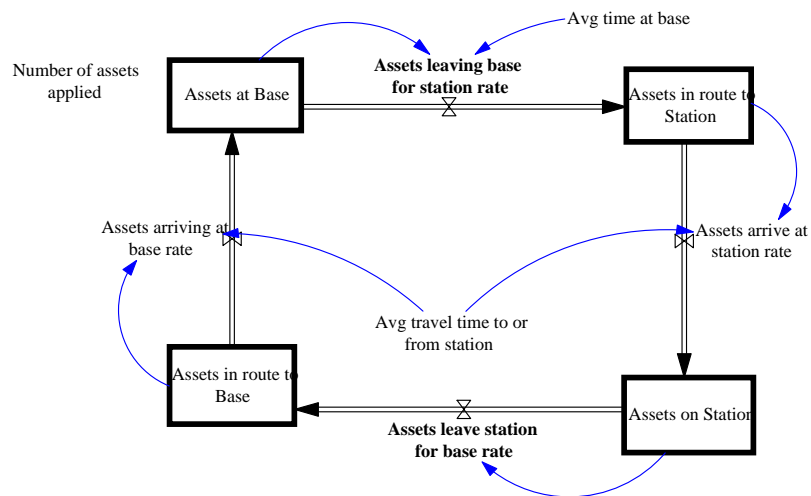 Avg time at base
Number of assets
applied
Assets at Base
Assets leaving base
for station rate
Assets in route to
Station
Assets arriving at
base rate
Assets arrive at
station rate
Avg travel time to or
from station
Assets in route to
Base
Assets leave station
for base rate
Assets on Station